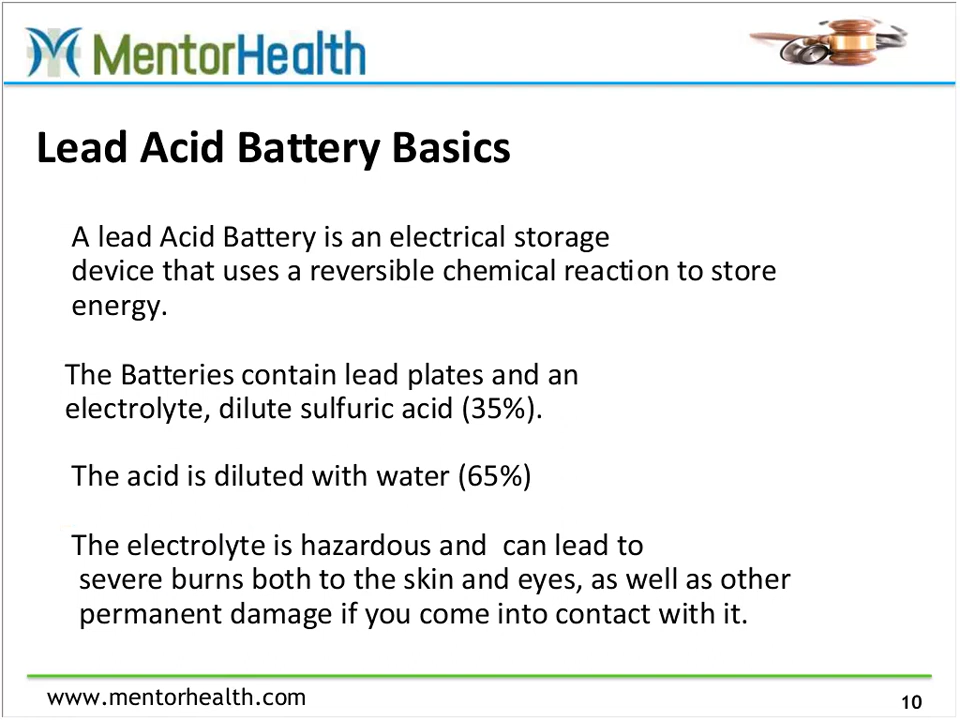 MentorHealth
Lead Acid Battery Basics
A lead Acid Battery is an electrical storage
device that uses a reversible chemical reaction to store
energy.
The Batteries contain lead plates and an
electrolyte, dilute sulfuric acid (35%).
The acid is diluted with water (65%)
The electrolyte is hazardous and  can lead to
severe burns both to the skin and eyes, as well as other
permanent damage if you come into contact with it.
www.mentorhealth.com
10